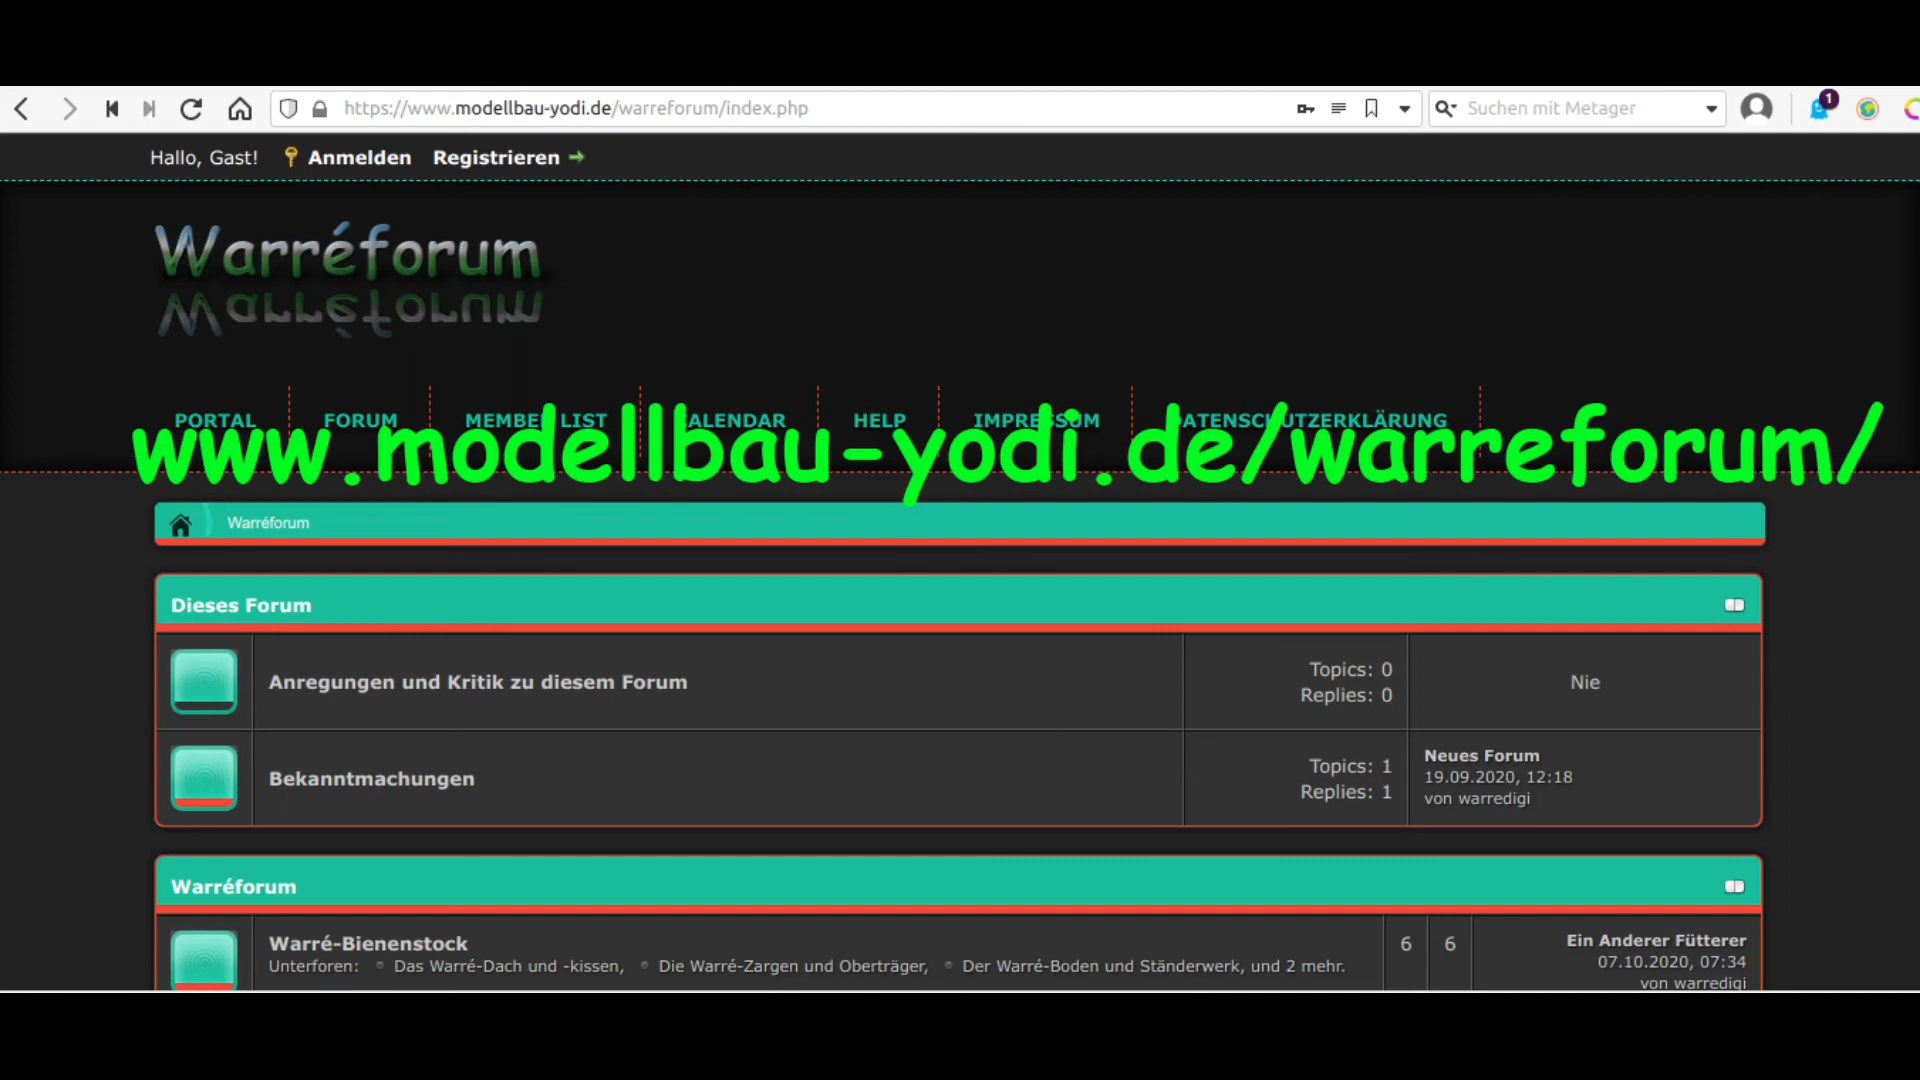 https://www.modellbau-yodi.de/warreforum/index.php
Suchen mit Metager
1
Hallo, Gast! Anmelden Registrieren
Warréforum
Warréforum
PORTAL FORUM LIST HELP
www.modellbau-yodi.de/warreforum/
Warréforum
Dieses Forum
Anregungen und Kritik zu diesem Forum
Topics: 0
Replies: 0
Nie
Bekanntmachungen
Topics: 1
Replies: 1
Neues Forum
19.09.2020, 12:18
von warredigi
Warréforum
Warré-Bienenstock
Unterforen: Das Warré-Dach und -kissen, Die Warré-Zargen und Oberträger, Der Warré-Boden und Ständerwerk, und 2 mehr.
6 6
Ein Anderer Fütterer
07.10.2020, 07:34
von warredigi